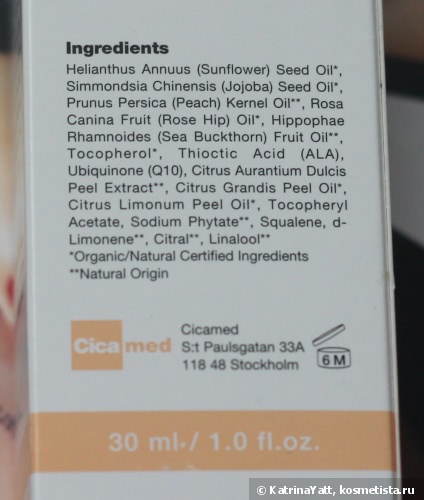 Ingredients
Helianthus Annuus (Sunflower) Seed Oil*,
Simmondsia Chinensis (Jojoba) Seed Oil*,
Prunus Persica (Peach) Kernel Oil**, Rosa
Canina Fruit (Rose Hip) Oil*, Hippophae
Rhamnoides (Sea Buckthorn) Fruit Oil**,
Tocopherol*, Thioctic Acid (ALA),
Ubiquinone (Q10), Citrus Aurantium Dulcis
Peel Extract**, Citrus Grandis Peel Oil*,
Citrus Limonum Peel Oil*, Tocopheryl
Acetate, Sodium Phytate**, Squalene, d-
Limonene**, Citral**, Linalool**
*Organic/Natural Certified Ingredients
**Natural Origin
Cicamed
Cicamed
S:t Paulsgatan 33A
118 48 Stockholm
6 M
30 ml. / 1.0 fl.oz.
© KatrinaYatt, kosmetista.ru